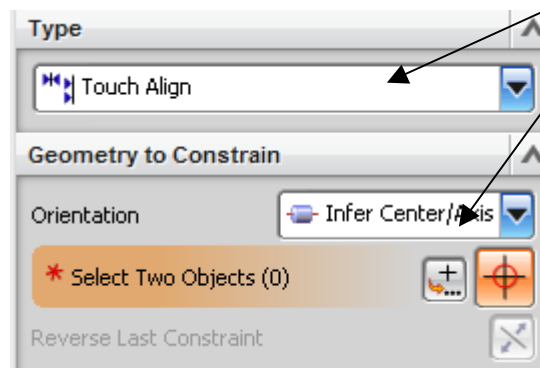 Type
Touch Align
Geometry to Constrain
Orientation
Infer Center/Axis
* Select Two Objects (0)
Reverse Last Constraint